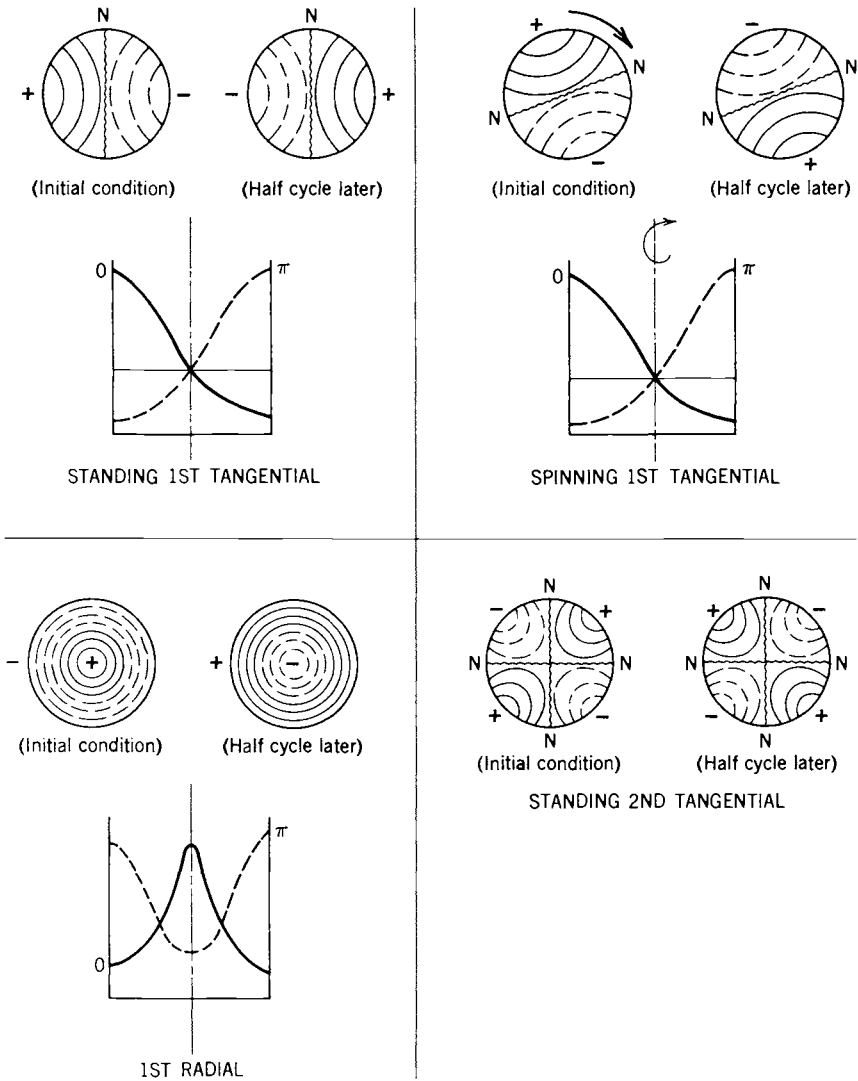 N
N
+
-
-
+
(Initial condition)
(Half cycle later)
0
π
STANDING 1ST TANGENTIAL
+
-
N
N
N
N
-
+
(Initial condition)
(Half cycle later)
0
π
SPINNING 1ST TANGENTIAL
-
+
+
-
(Initial condition)
(Half cycle later)
π
0
1ST RADIAL
N
N
-
+
+
-
N
N
N
+
-
-
+
N
N
(Initial condition)
(Half cycle later)
STANDING 2ND TANGENTIAL